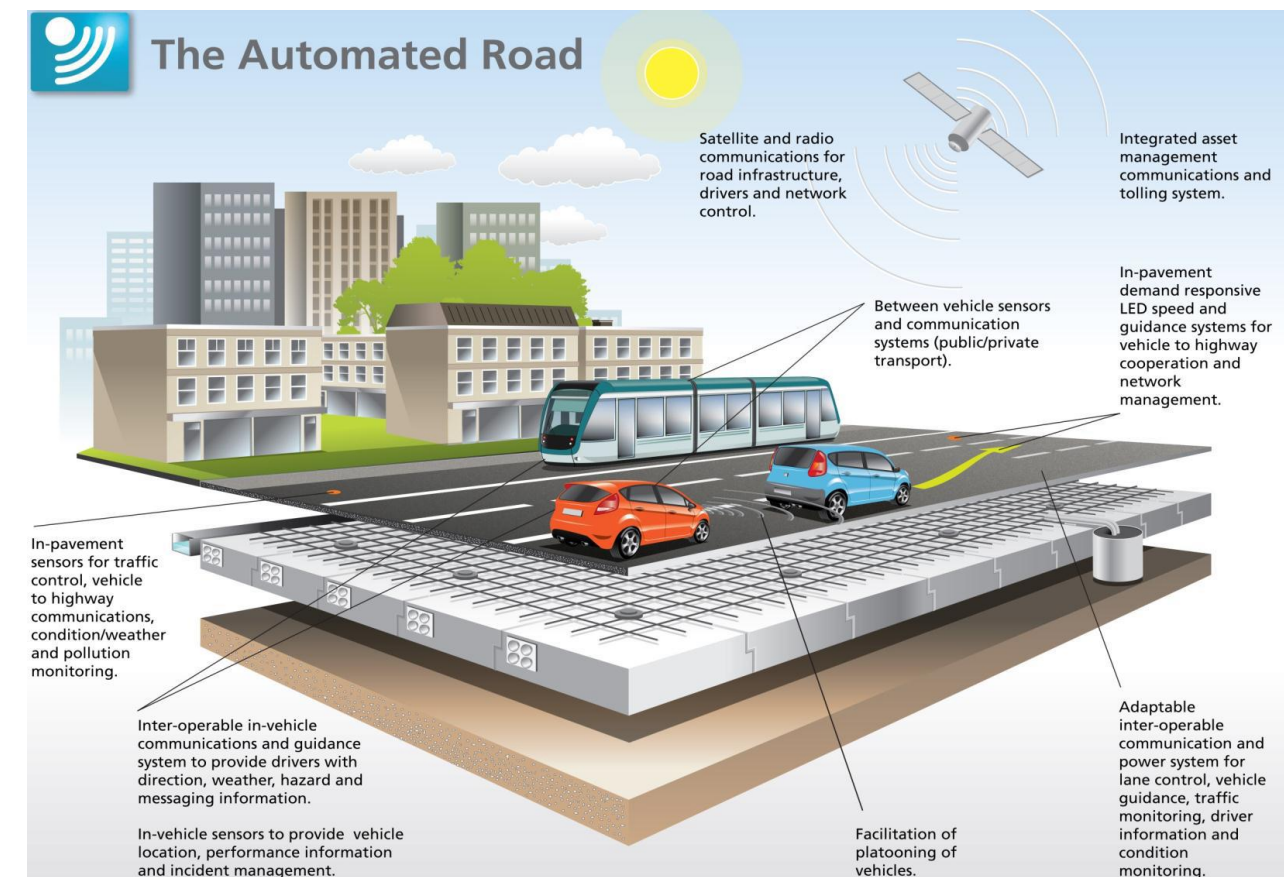 The Automated Road
Satellite and radio
communications for
road infrastructure,
drivers and network
control.
Integrated asset
management
communications and
tolling system.
Between vehicle sensors
and communication
systems (public/private
transport).
In-pavement
demand responsive
LED speed and
guidance systems for
vehicle to highway
cooperation and
network
management.
In-pavement
sensors for traffic
control, vehicle
to highway
communications,
condition/weather
and pollution
monitoring.
Inter-operable in-vehicle
communications and guidance
system to provide drivers with
direction, weather, hazard and
messaging information.
In-vehicle sensors to provide vehicle
location, performance information
and incident management.
Facilitation of
platooning of
vehicles.
Adaptable
inter-operable
communication and
power system for
lane control, vehicle
guidance, traffic
monitoring, driver
information and
condition
monitoring.